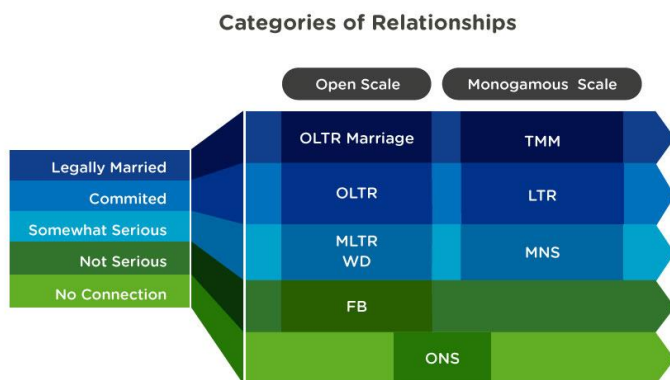 Categories of Relationships
Open Scale
Monogamous Scale
Legally Married
Commited
Somewhat Serious
Not Serious
No Connection
OLTR Marriage
TMM
OLTR
LTR
MLTR
WD
MNS
FB
ONS